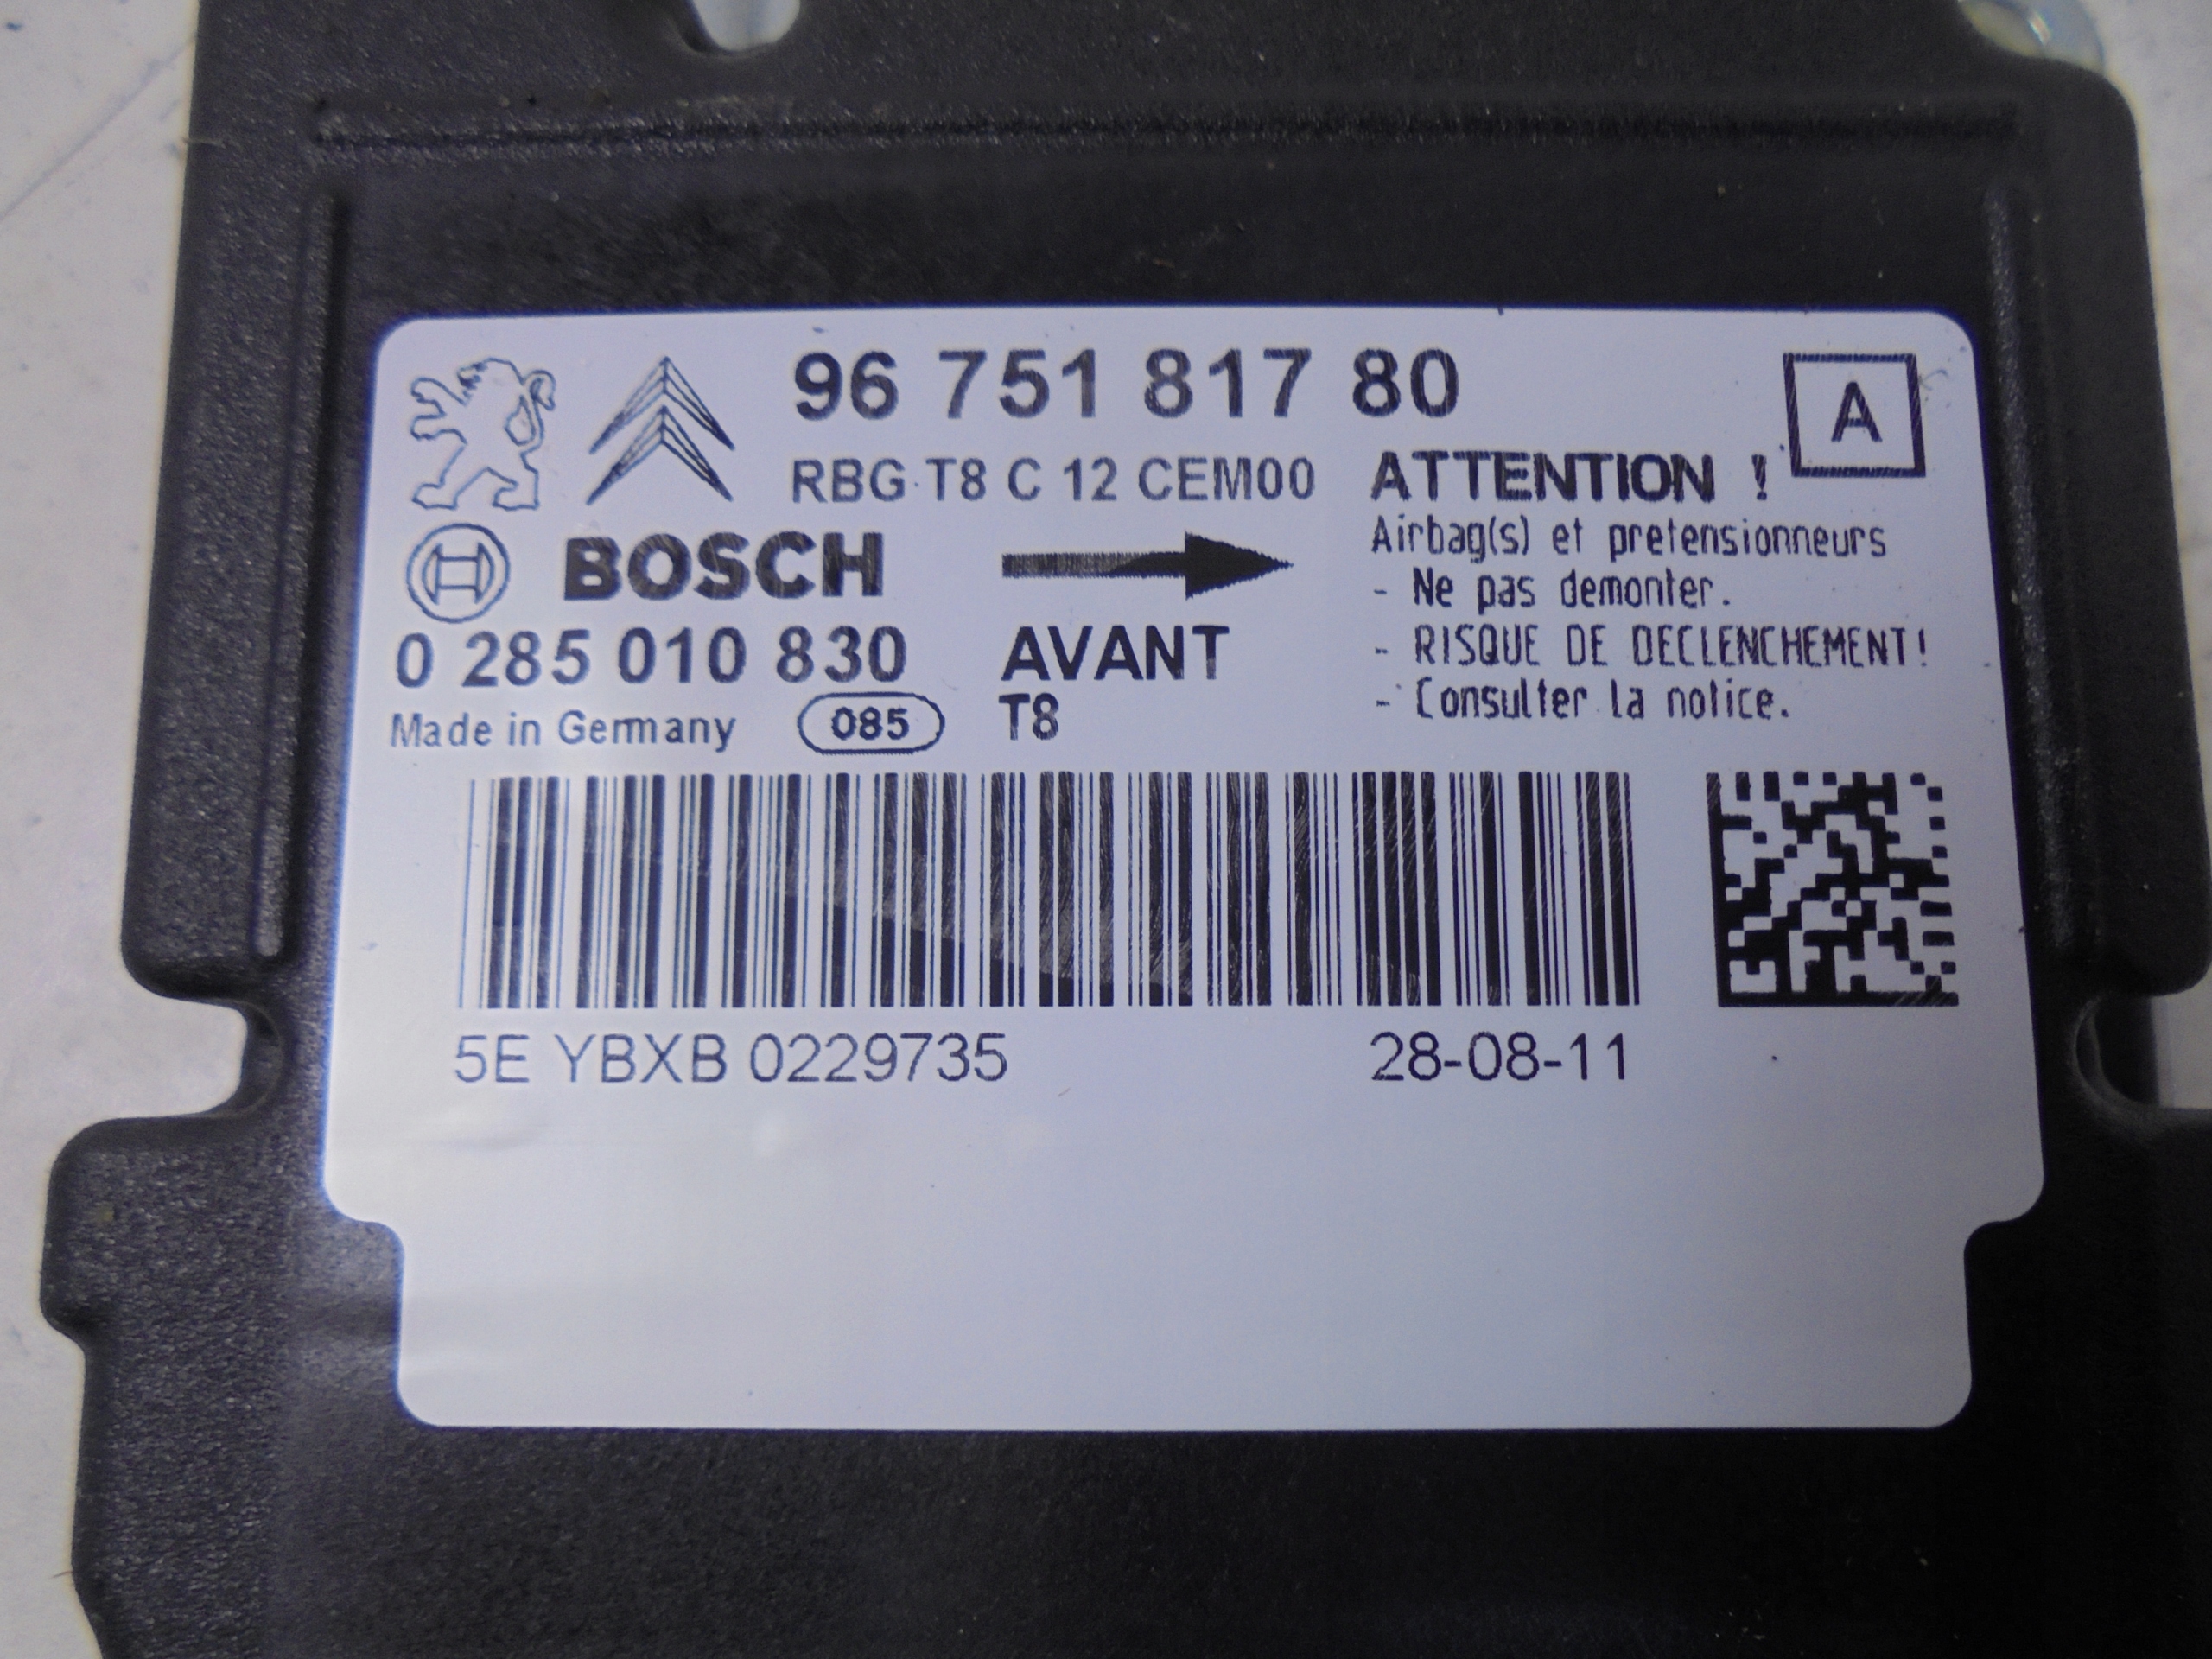 96 751 817 80
A
RBG T8 C 12 CEM00
ATTENTION !
BOSCH
Airbag(s) et pretensionneurs
- Ne pas demonter.
0 285 010 830
AVANT
- RISQUE DE DECLENCHEMENT!
Made in Germany
085
T8
- Consulter la notice.
5E YBXB 0229735
28-08-11